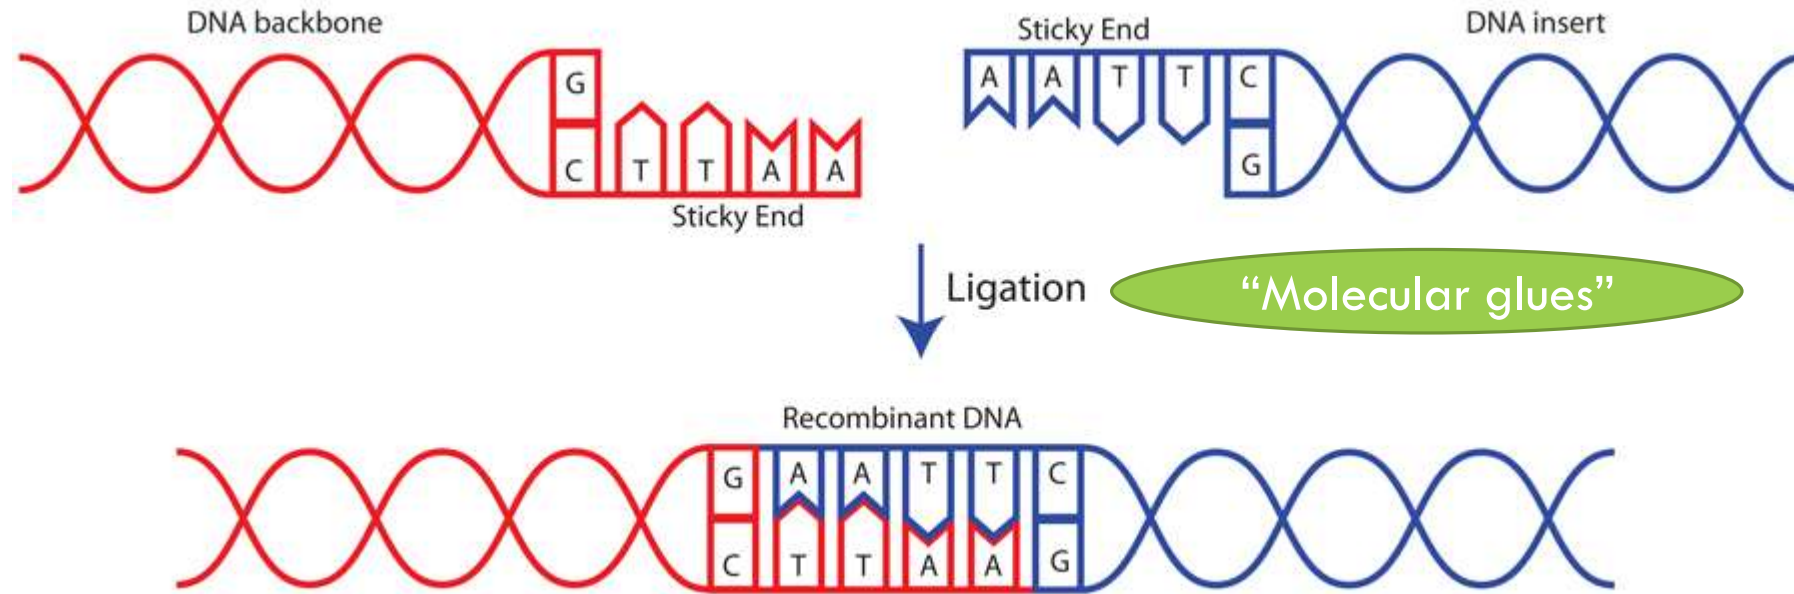 DNA backbone
Sticky End
DNA insert
G
A A T T C
C T T A A
G
Sticky End
Ligation
“Molecular glues”
Recombinant DNA
G A A T T C
C T T A A G